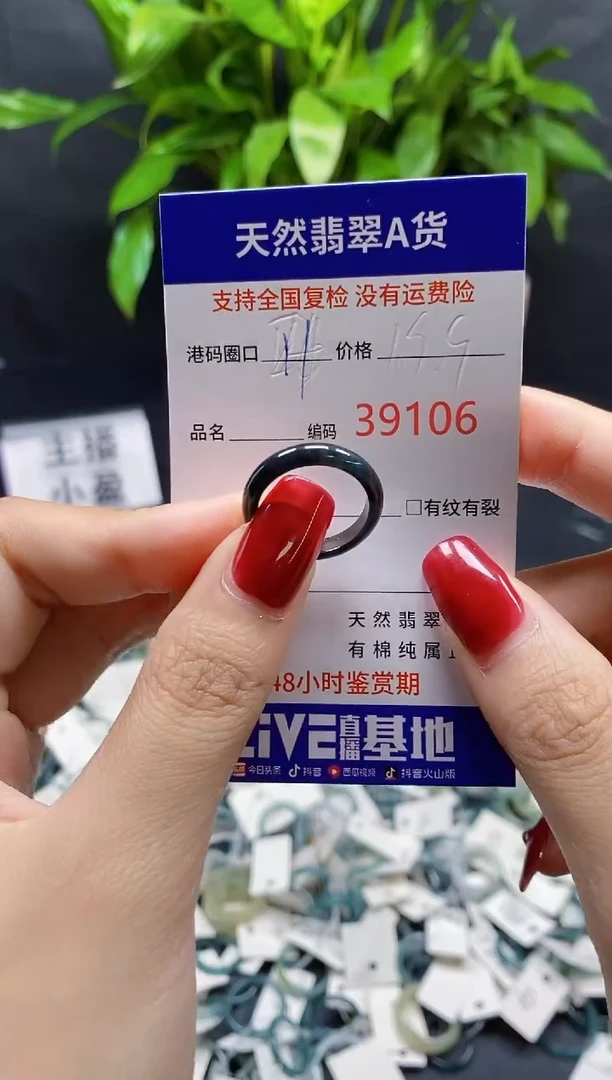 天然翡翠A货
支持全国复检 没有运费险
港码圈口 11 价格
品名 编码 39106
□有纹有裂
天然翡翠
有棉纯属
48小时鉴赏期
LIVE直播基地
今日头条 抖音 西瓜视频 抖音火山版
主播
小盈